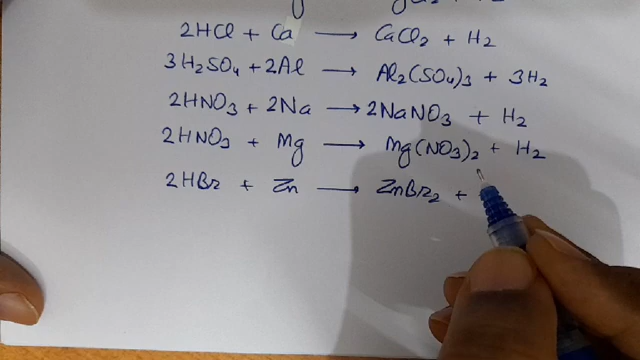 2HCl + Ca → CaCl2 + H2
3H2SO4 + 2Al → Al2(SO4)3 + 3H2
2HNO3 + 2Na → 2NaNO3 + H2
2HNO3 + Mg → Mg(NO3)2 + H2
2HBr + Zn → ZnBr2 +